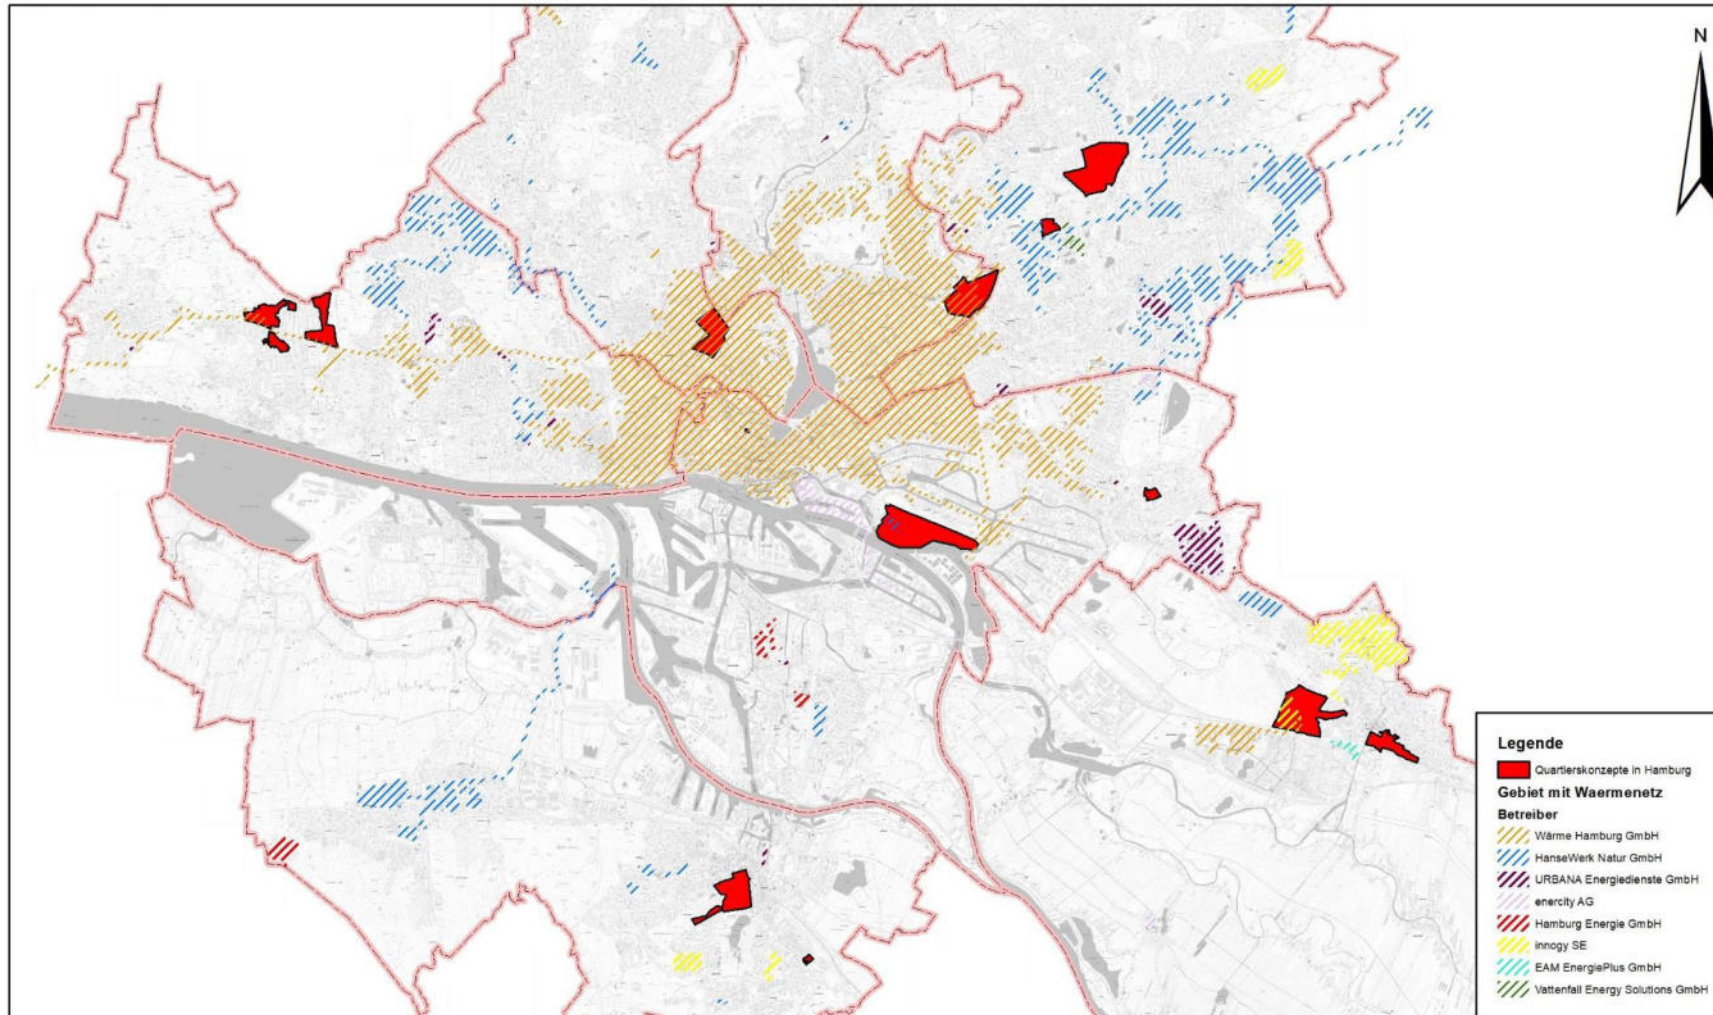 N
Legende
Quartierskonzepte in Hamburg
Gebiet mit Waermenetz
Betreiber
Wärme Hamburg GmbH
HanseWerk Natur GmbH
URBANA Energiedienste GmbH
enercity AG
Hamburg Energie GmbH
innogy SE
EAM EnergiePlus GmbH
Vattenfall Energy Solutions GmbH